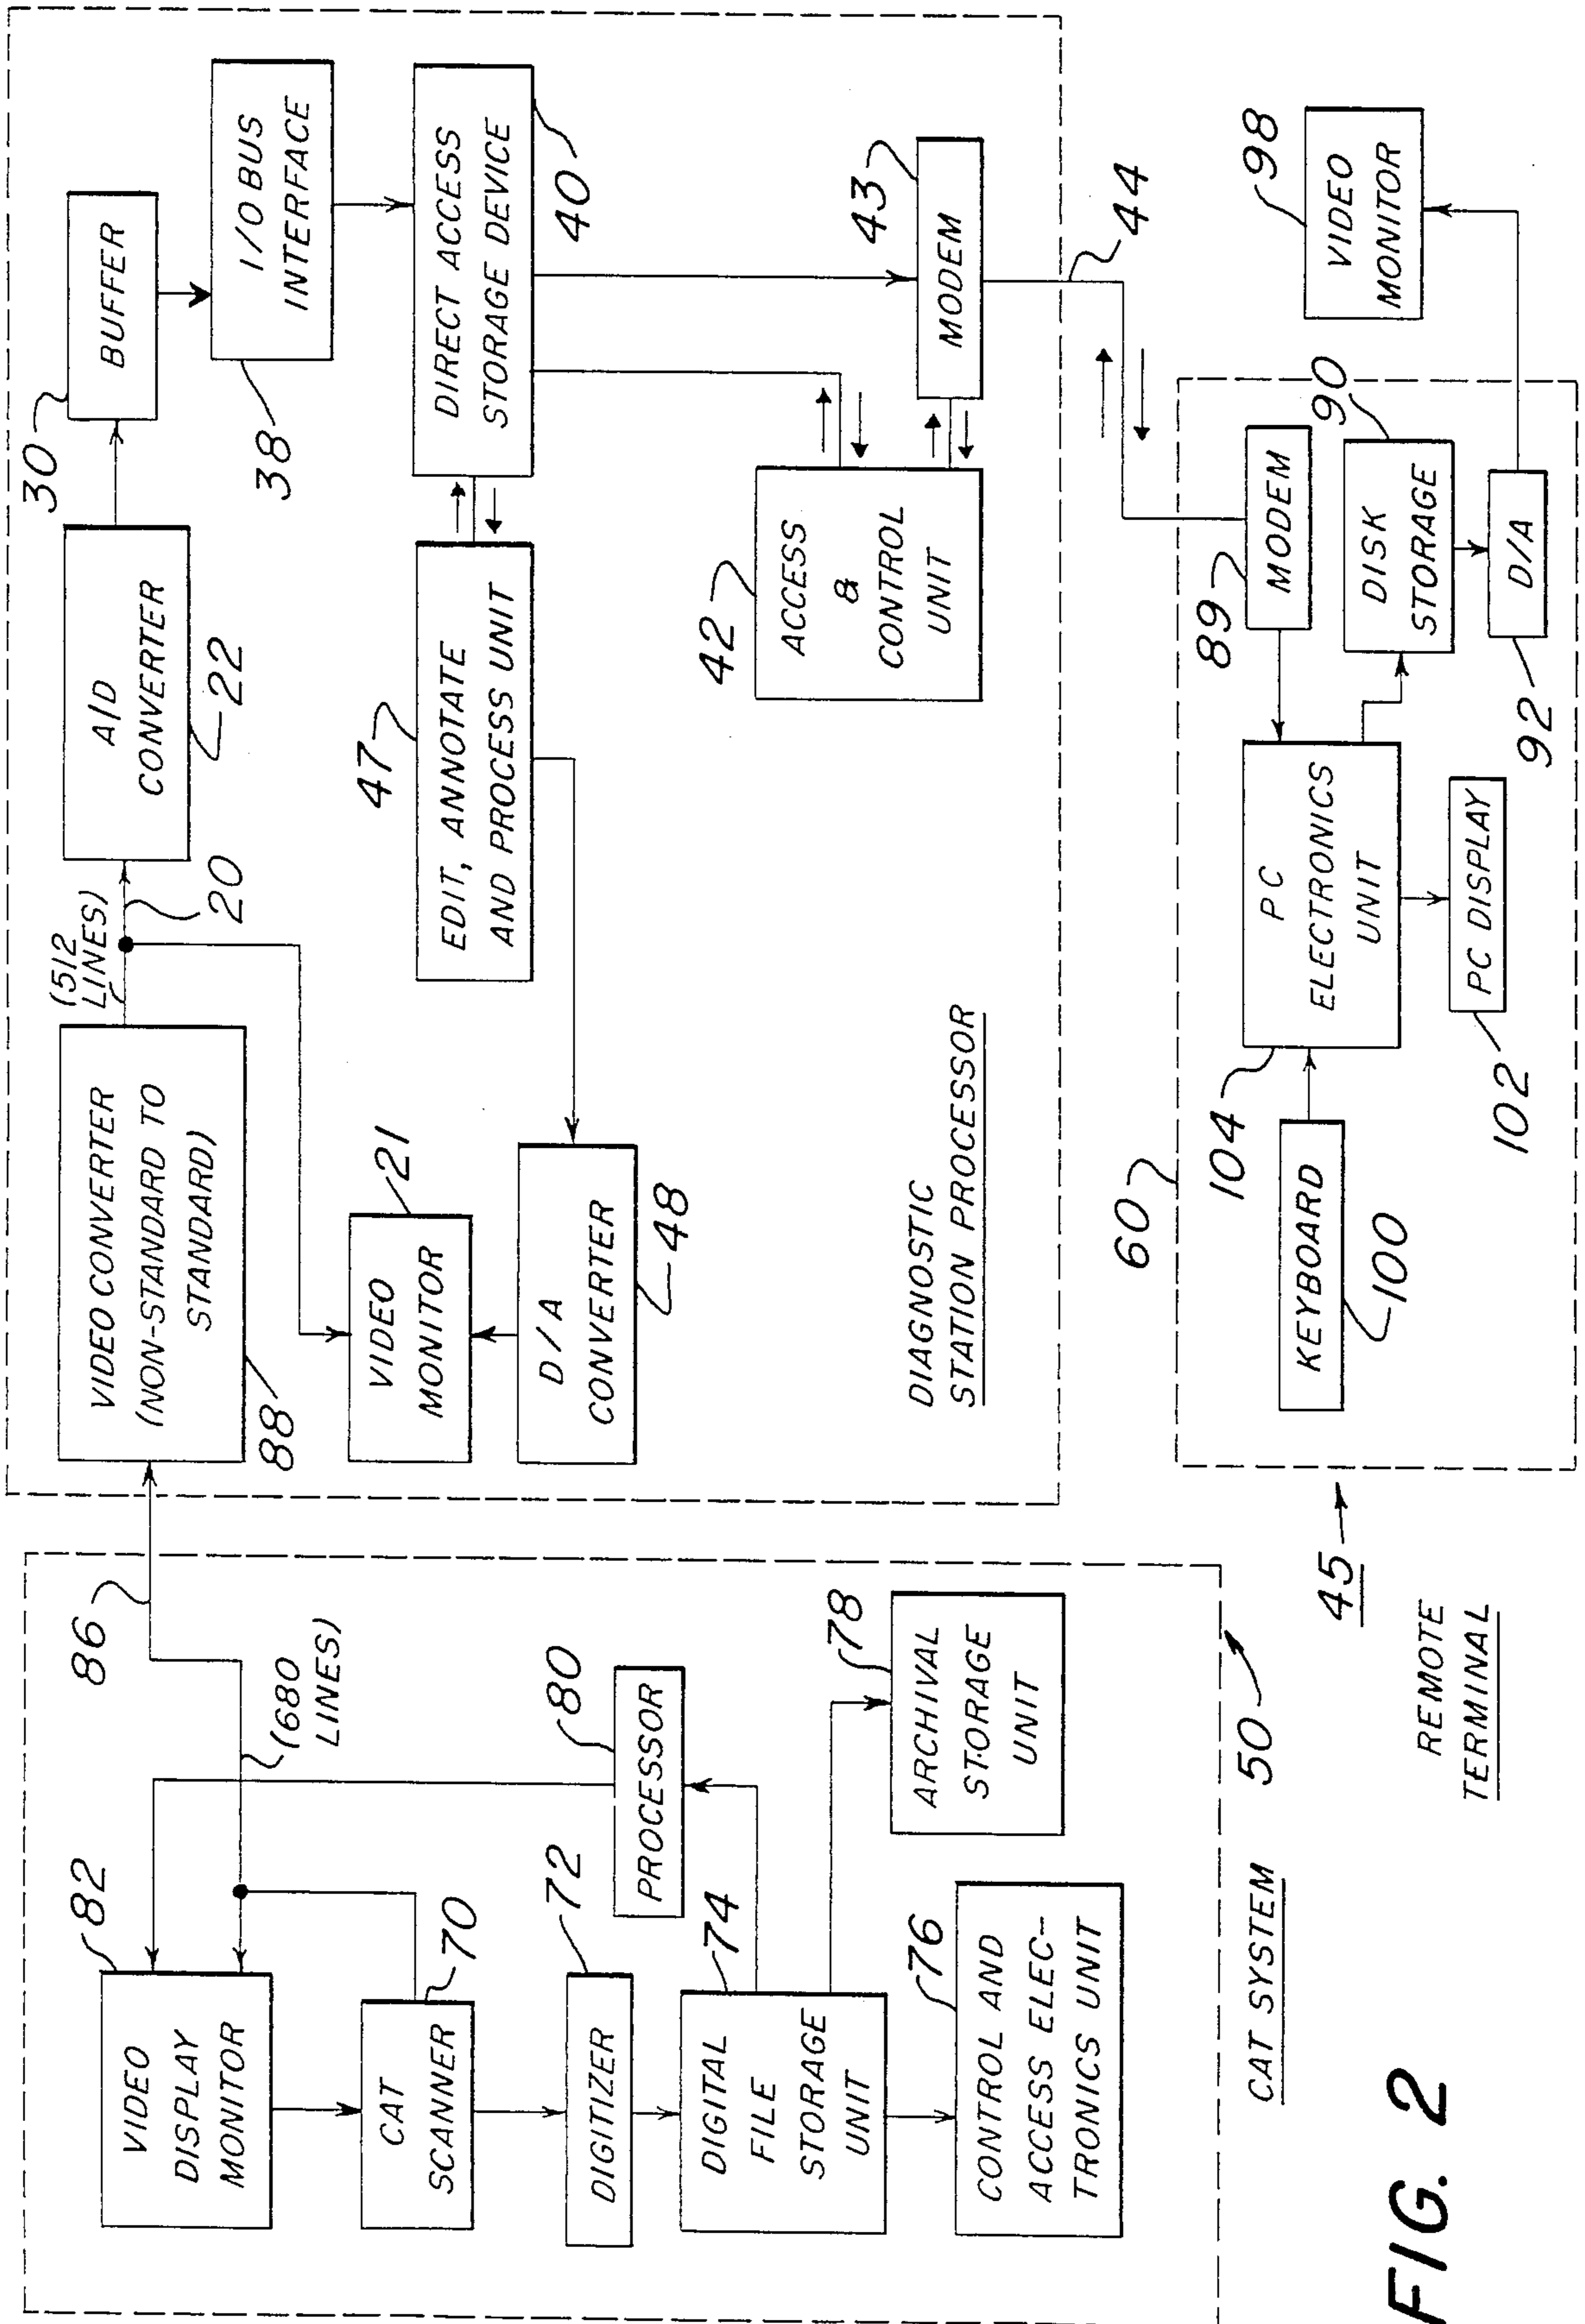 82
VIDEO
DISPLAY
MONITOR
CAT
SCANNER
70
DIGITIZER
72
DIGITAL
FILE
STORAGE
UNIT
74
CONTROL AND
ACCESS ELEC-
TRONICS UNIT
76
PROCESSOR
80
ARCHIVAL
STORAGE
UNIT
78
86
(680
LINES)
50
CAT SYSTEM
VIDEO CONVERTER
(NON-STANDARD TO
STANDARD)
88
(512
LINES)
20
A/D
CONVERTER
22
30
BUFFER
I/O BUS
INTERFACE
38
VIDEO
MONITOR
21
D/A
CONVERTER
48
47
EDIT, ANNOTATE
AND PROCESS UNIT
DIRECT ACCESS
STORAGE DEVICE
40
42
ACCESS
&
CONTROL
UNIT
43
MODEM
44
DIAGNOSTIC
STATION PROCESSOR
60
KEYBOARD
100
104
PC
ELECTRONICS
UNIT
PC DISPLAY
102
89
MODEM
90
DISK
STORAGE
D/A
92
98
VIDEO
MONITOR
45
REMOTE
TERMINAL
FIG. 2